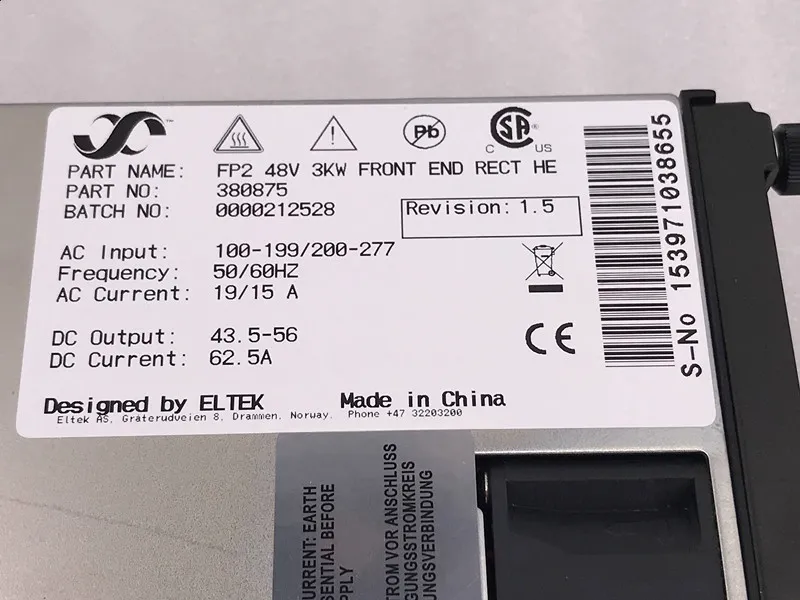 Pb
C US
PART NAME: FP2 48V 3KW FRONT END RECT HE
PART NO: 380875
BATCH NO: 0000212528
Revision: 1.5
AC Input: 100-199/200-277
Frequency: 50/60HZ
AC Current: 19/15 A
DC Output: 43.5-56
DC Current: 62.5A
CE
Designed by ELTEK Made in China
Eltek AS, Gråterudveien 8, Drammen, Norway. Phone +47 32203200
S-No 153971038655
CURRENT: EARTH
SENTIAL BEFORE
PPLY
TROM VOR ANSCHLUSS
GUNGSSTROMKREIS
UNGSVERBINDUNG